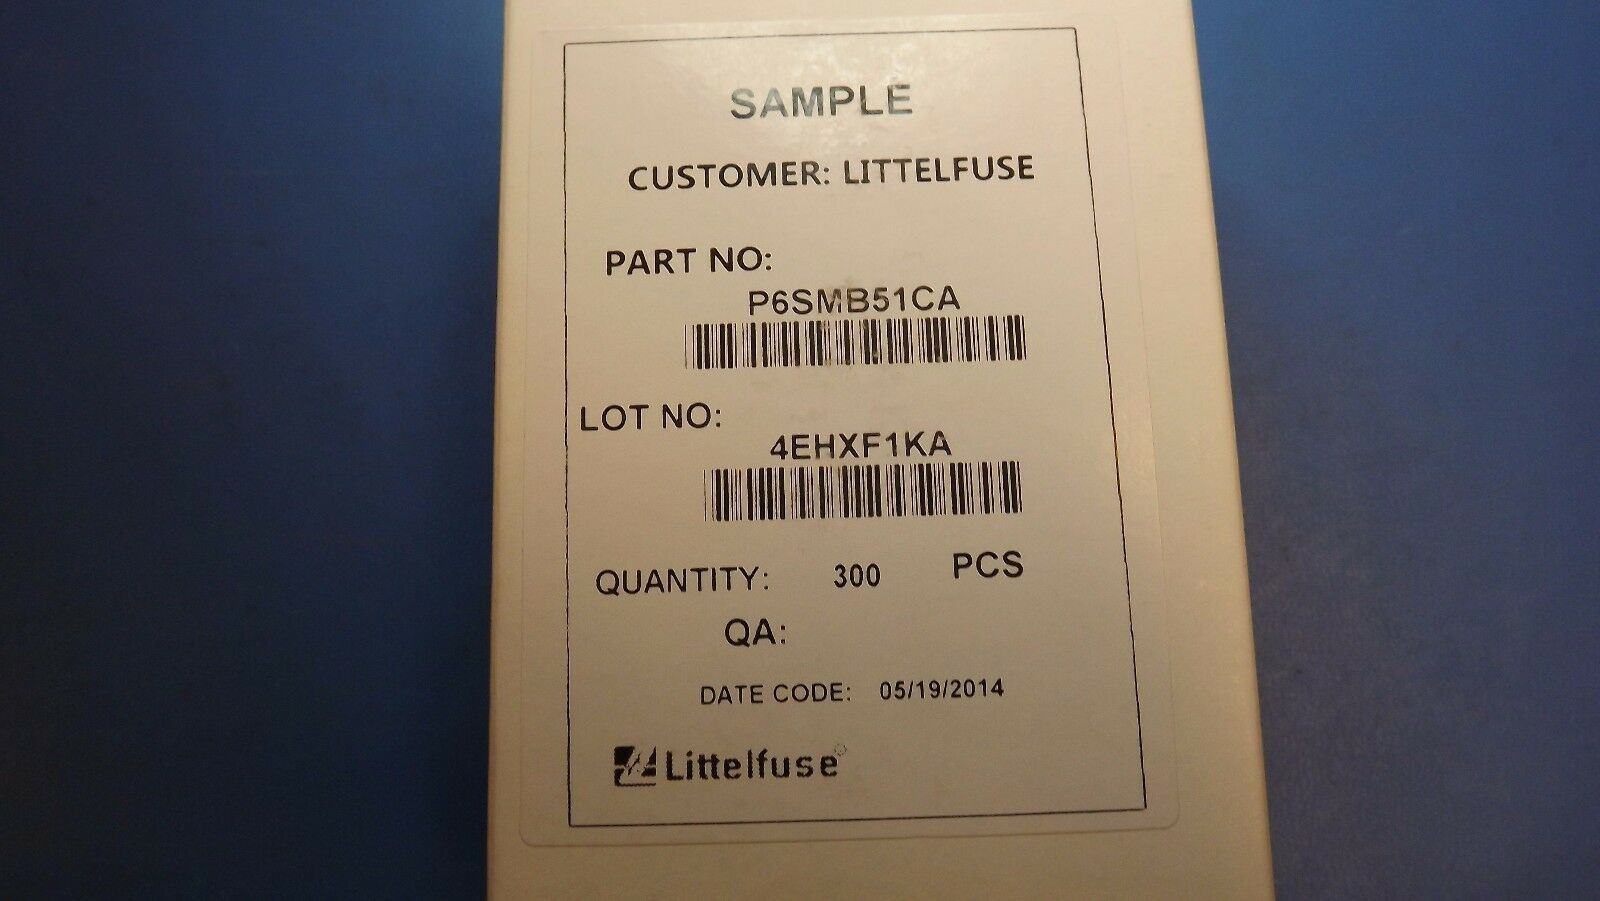 SAMPLE
CUSTOMER: LITTELFUSE
PART NO:
P6SMB51CA
LOT NO:
4EHXF1KA
QUANTITY: 300 PCS
QA:
DATE CODE: 05/19/2014
Littelfuse®